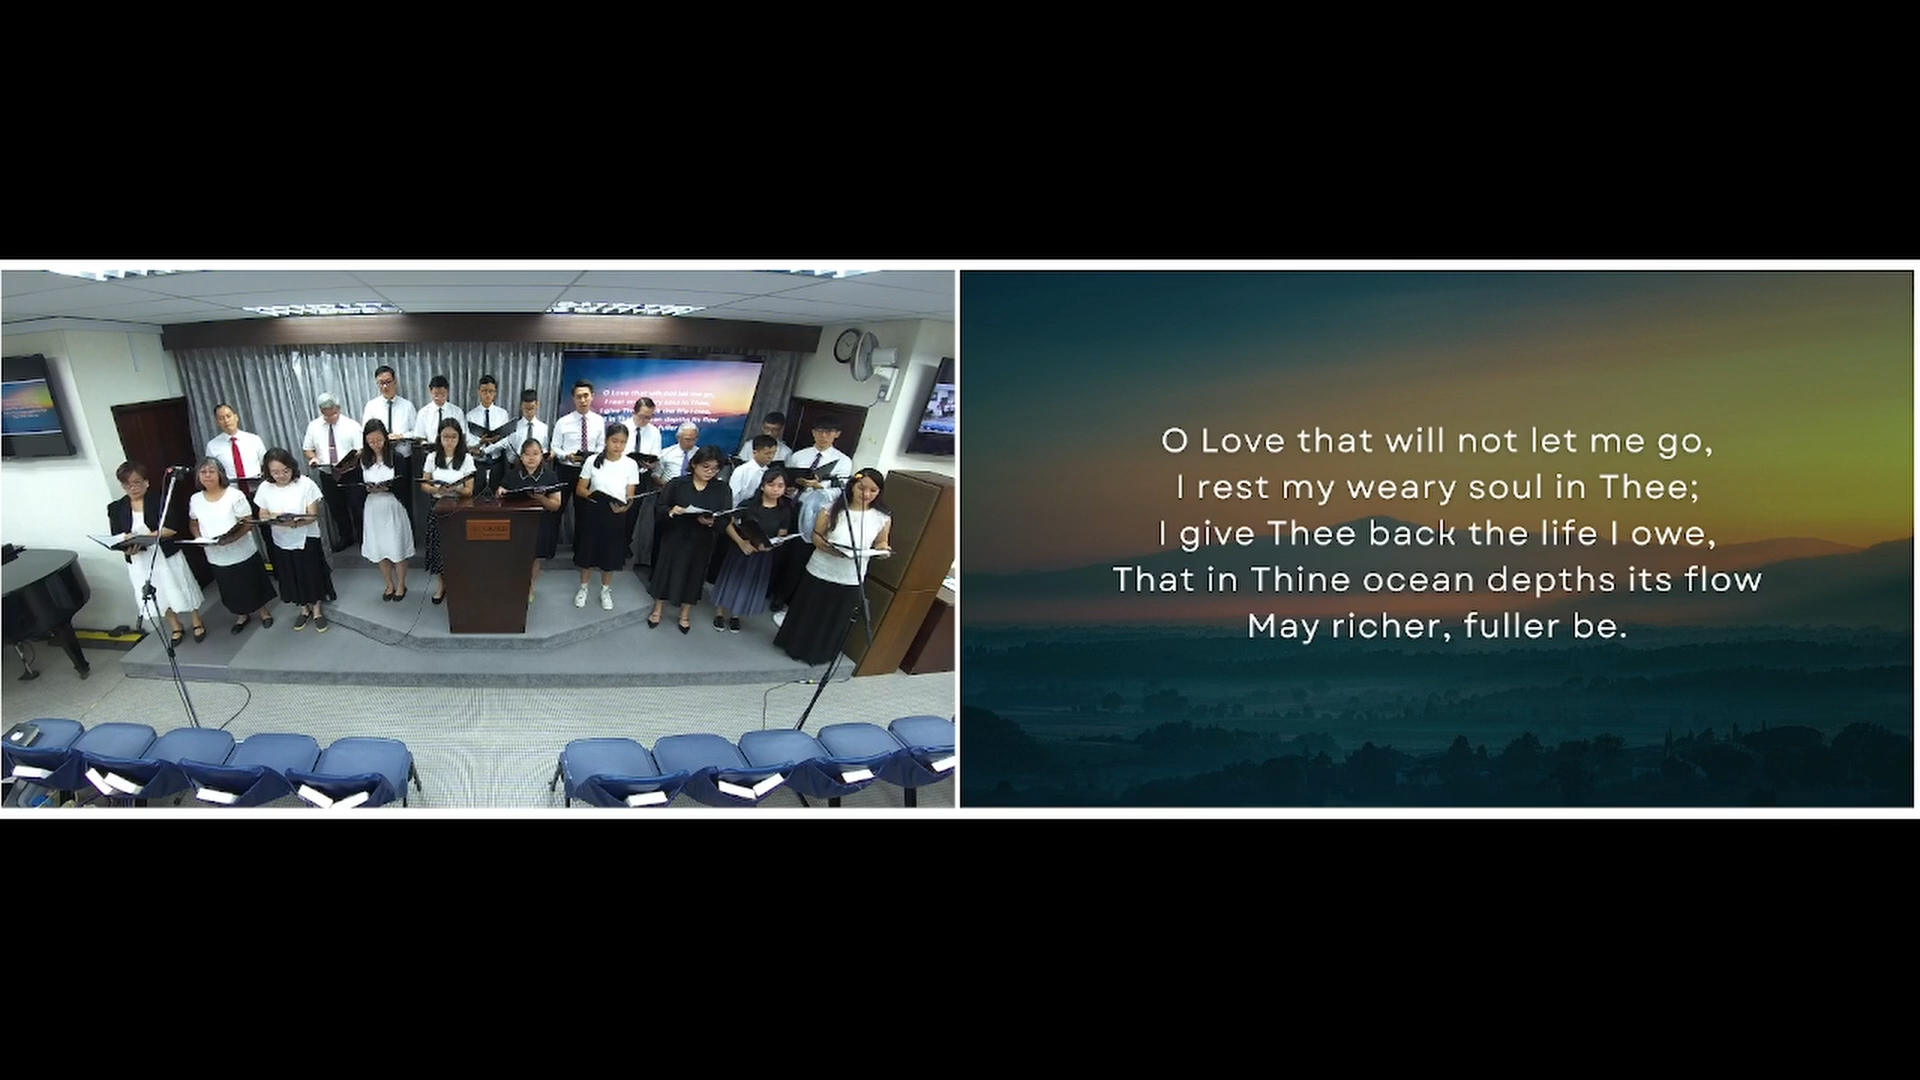 O Love that will not let me go,
I rest my weary soul in Thee;
I give Thee back the life I owe,
That in Thine ocean depths its flow
May richer, fuller be.